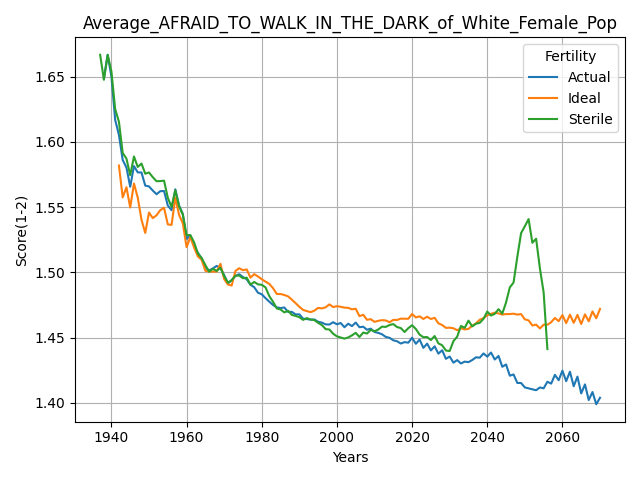 Average_AFRAID_TO_WALK_IN_THE_DARK_of_White_Female_Pop
Fertility
Actual
Ideal
Sterile
Score(1-2)
1.65
1.60
1.55
1.50
1.45
1.40
1940 1960 1980 2000 2020 2040 2060
Years